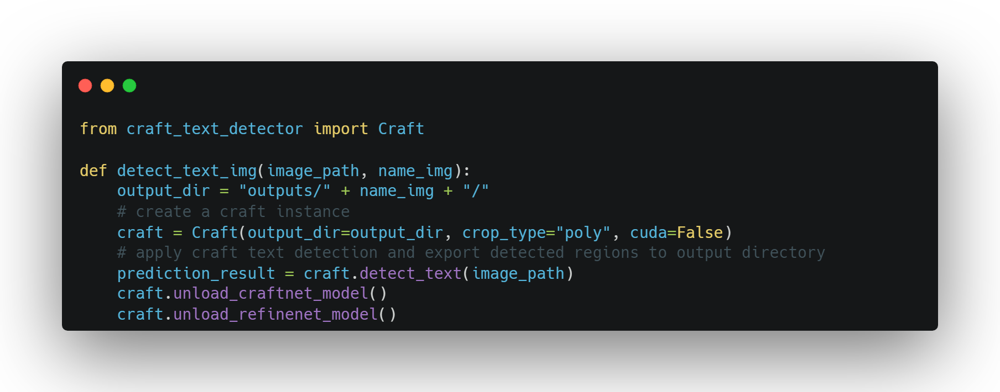 from craft_text_detector import Craft

def detect_text_img(image_path, name_img):
    output_dir = "outputs/" + name_img + "/"
    # create a craft instance
    craft = Craft(output_dir=output_dir, crop_type="poly", cuda=False)
    # apply craft text detection and export detected regions to output directory
    prediction_result = craft.detect_text(image_path)
    craft.unload_craftnet_model()
    craft.unload_refinenet_model()